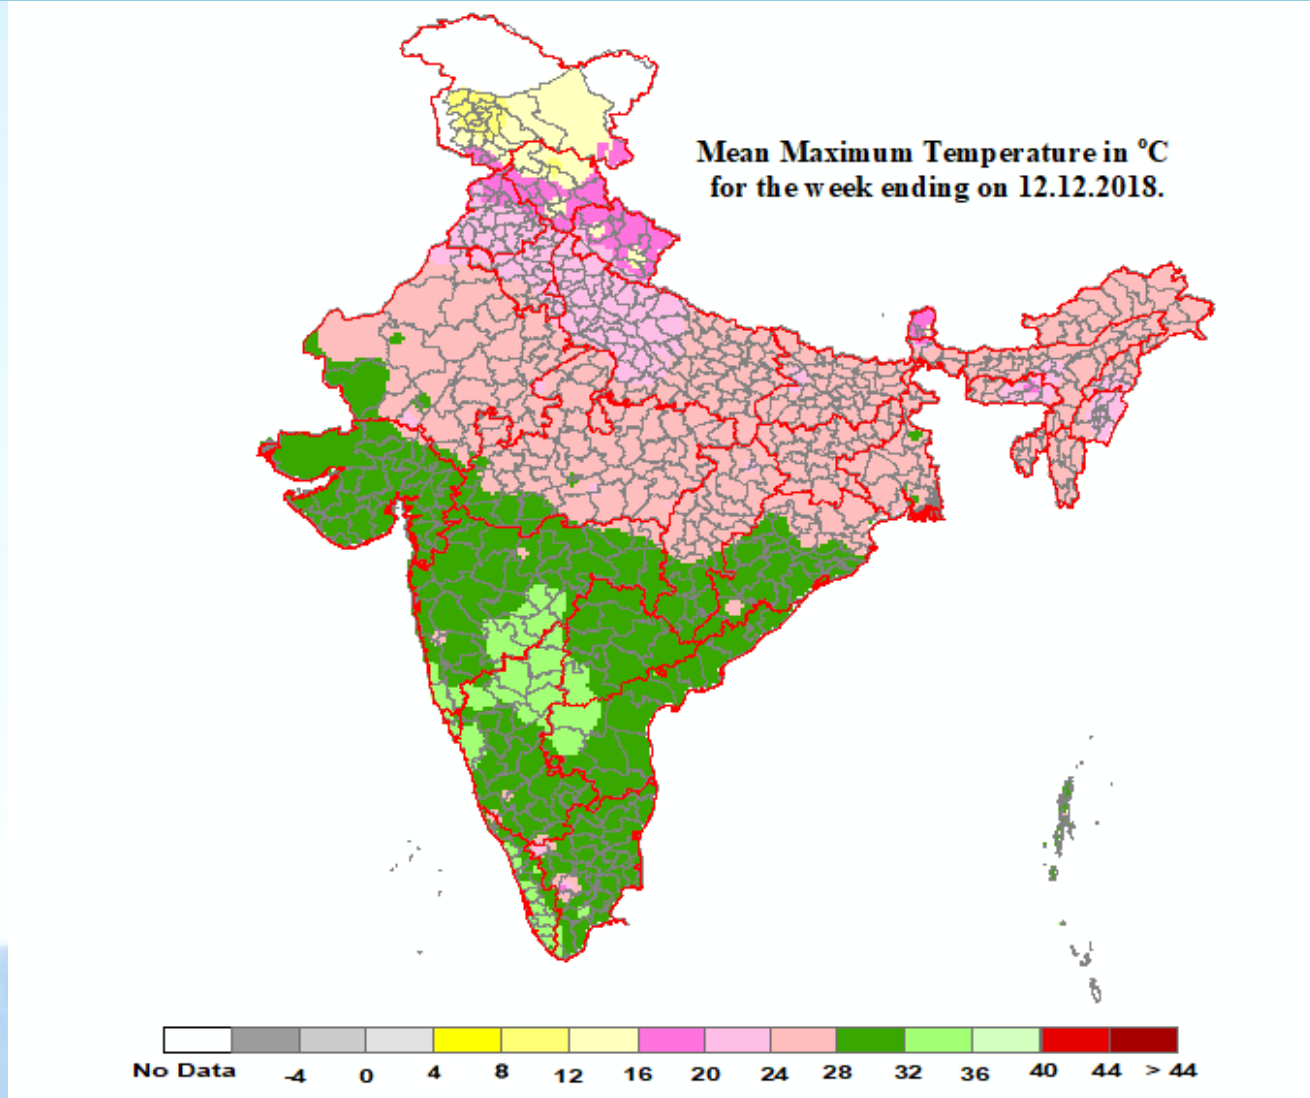 Mean Maximum Temperature in °C
for the week ending on 12.12.2018.
No Data -4 0 4 8 12 16 20 24 28 32 36 40 44 > 44